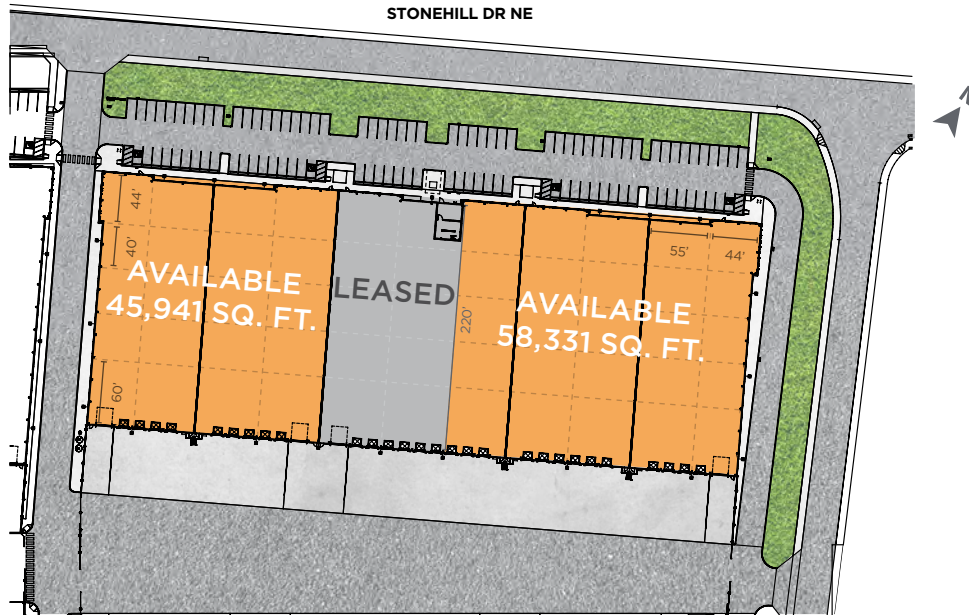 STONEHILL DR NE
44'
40'
AVAILABLE
45,941 SQ. FT.
60'
LEASED
220'
55'
44'
AVAILABLE
58,331 SQ. FT.